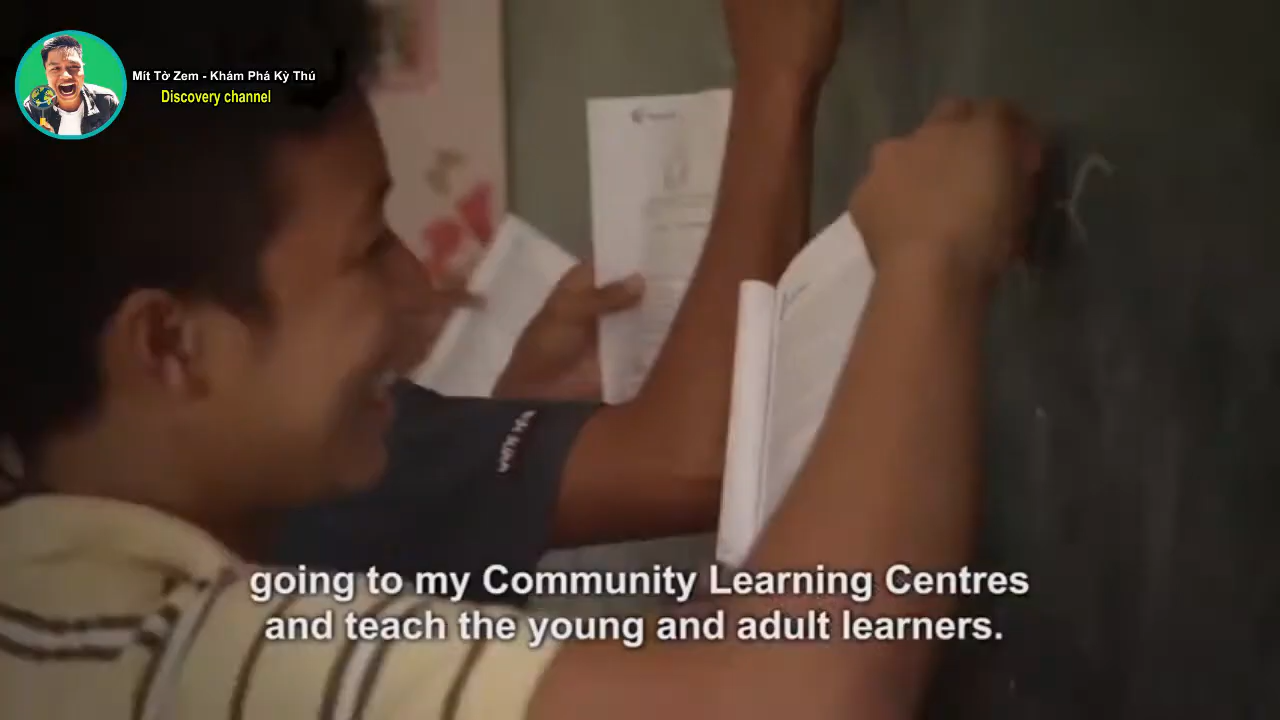 Mít Tờ Zem - Khám Phá Kỳ Thú
Discovery channel
going to my Community Learning Centres
and teach the young and adult learners.